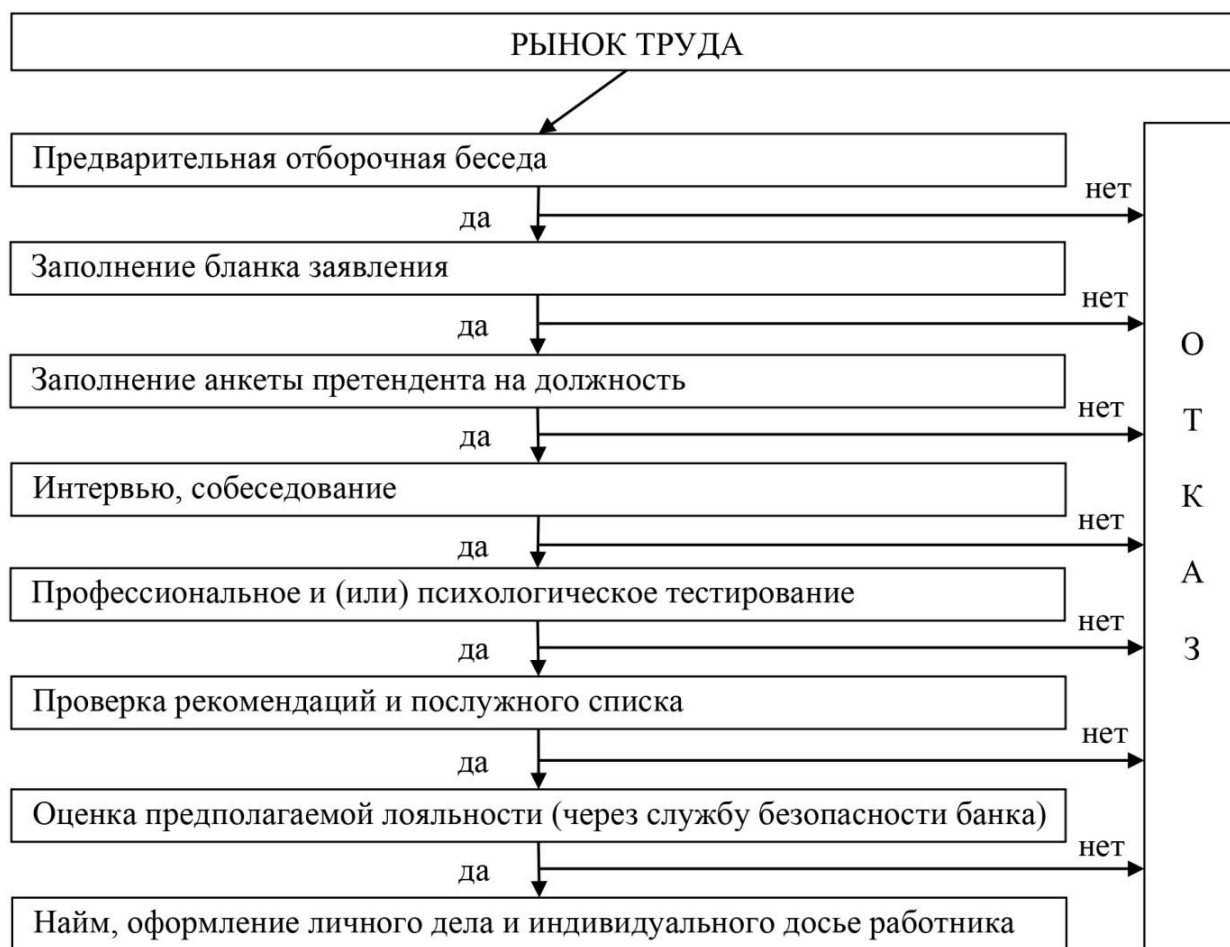 РЫНОК ТРУДА
Предварительная отборочная беседа
нет
да
Заполнение бланка заявления
нет
да
Заполнение анкеты претендента на должность
нет
да
Интервью, собеседование
нет
да
Профессиональное и (или) психологическое тестирование
нет
да
Проверка рекомендаций и послужного списка
нет
да
Оценка предполагаемой лояльности (через службу безопасности банка)
нет
да
Найм, оформление личного дела и индивидуального досье работника
О
Т
К
А
З